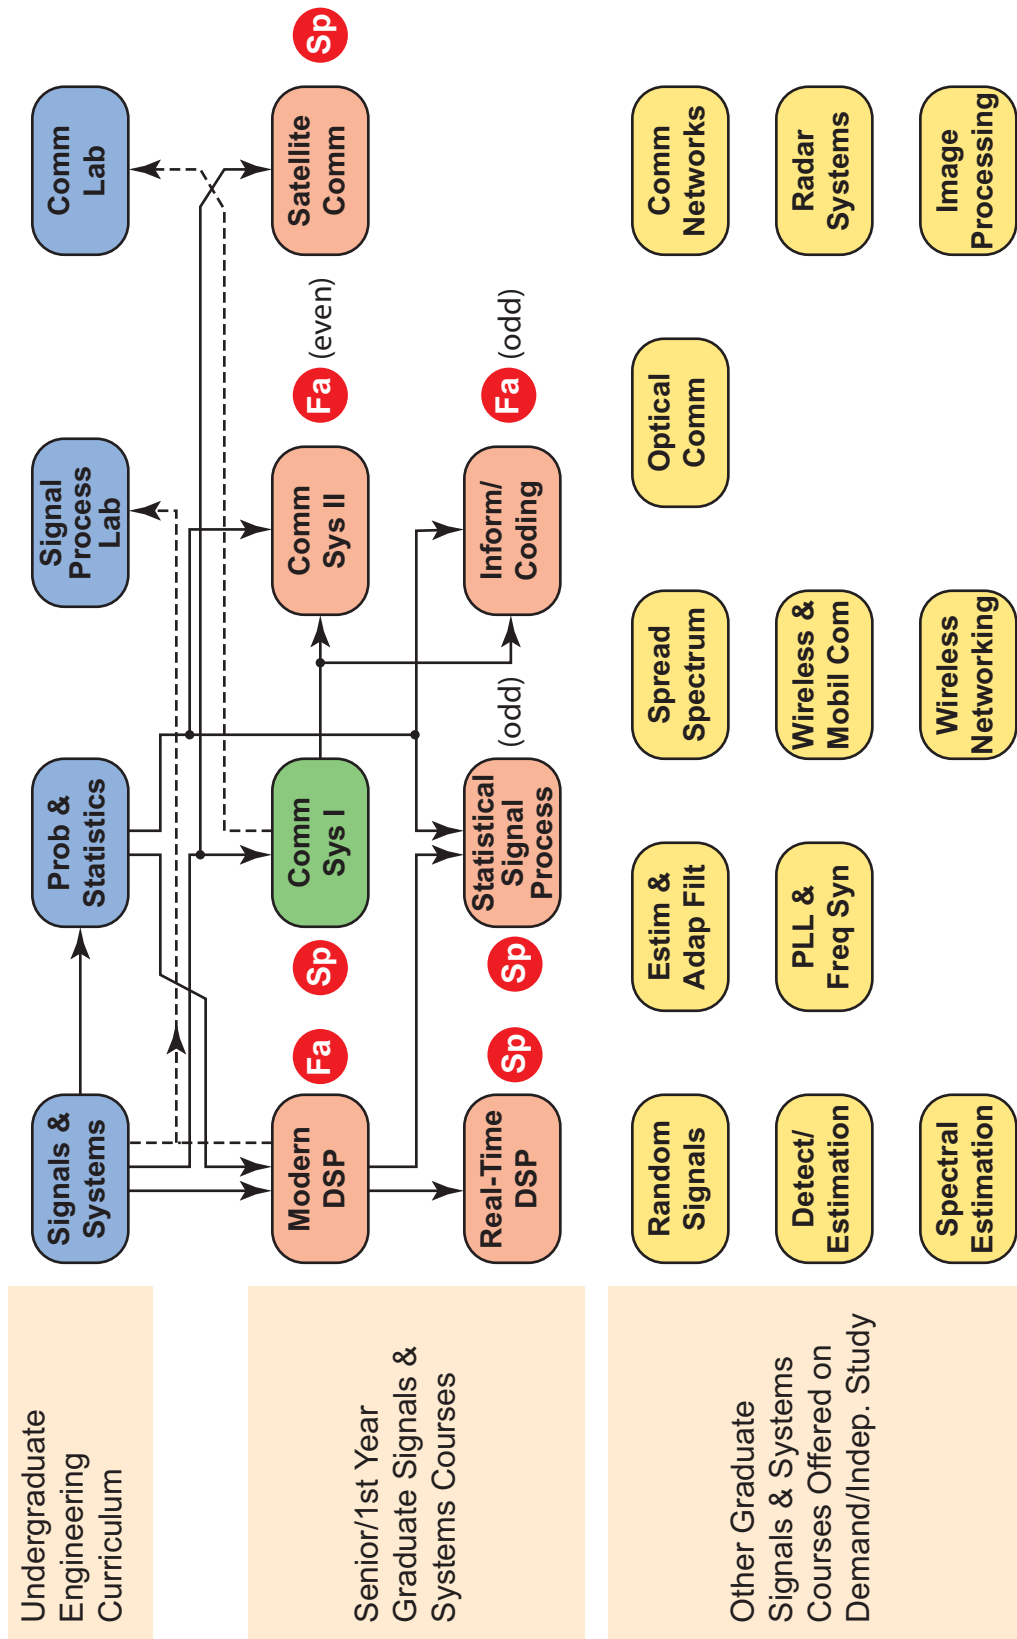 Undergraduate
Engineering
Curriculum
Signals &
Systems
Prob &
Statistics
Signal
Process
Lab
Comm
Lab
Senior/1st Year
Graduate Signals &
Systems Courses
Modern
DSP
Fa
Sp
Comm
Sys I
Comm
Sys II
Fa (even)
Satellite
Comm
Sp
Real-Time
DSP
Sp
Sp
Statistical
Signal
Process
(odd)
Inform/
Coding
Fa (odd)
Other Graduate
Signals & Systems
Courses Offered on
Demand/Indep. Study
Random
Signals
Estim &
Adap Filt
Spread
Spectrum
Optical
Comm
Comm
Networks
Detect/
Estimation
PLL &
Freq Syn
Wireless &
Mobil Com
Radar
Systems
Spectral
Estimation
Wireless
Networking
Image
Processing